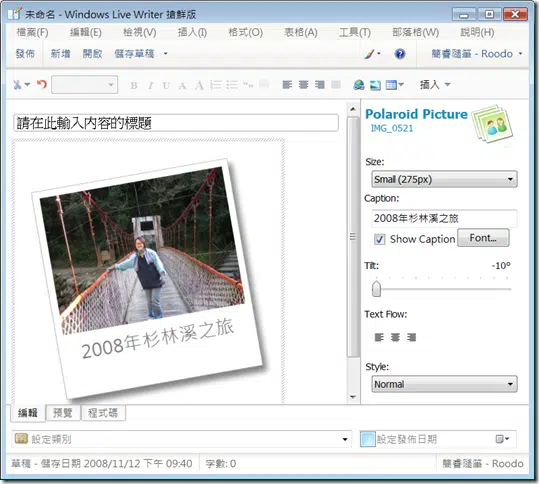 未命名 - Windows Live Writer 搶鮮版
檔案(F) 編輯(E) 檢視(V) 插入(I) 格式(O) 表格(A) 工具(T) 部落格(W) 說明(H)
發佈 新增 開啟 儲存草稿 簡睿隨筆 - Roodo
B I U A A 插入
請在此輸入內容的標題
2008年杉林溪之旅
Polaroid Picture
IMG_0521
Size:
Small (275px)
Caption:
2008年杉林溪之旅
Show Caption Font...
Tilt: -10°
Text Flow:
Style:
Normal
編輯 預覽 程式碼
設定類別 設定發佈日期
草稿 - 儲存日期 2008/11/12 下午 09:40 字數: 0 簡睿隨筆 - Roodo